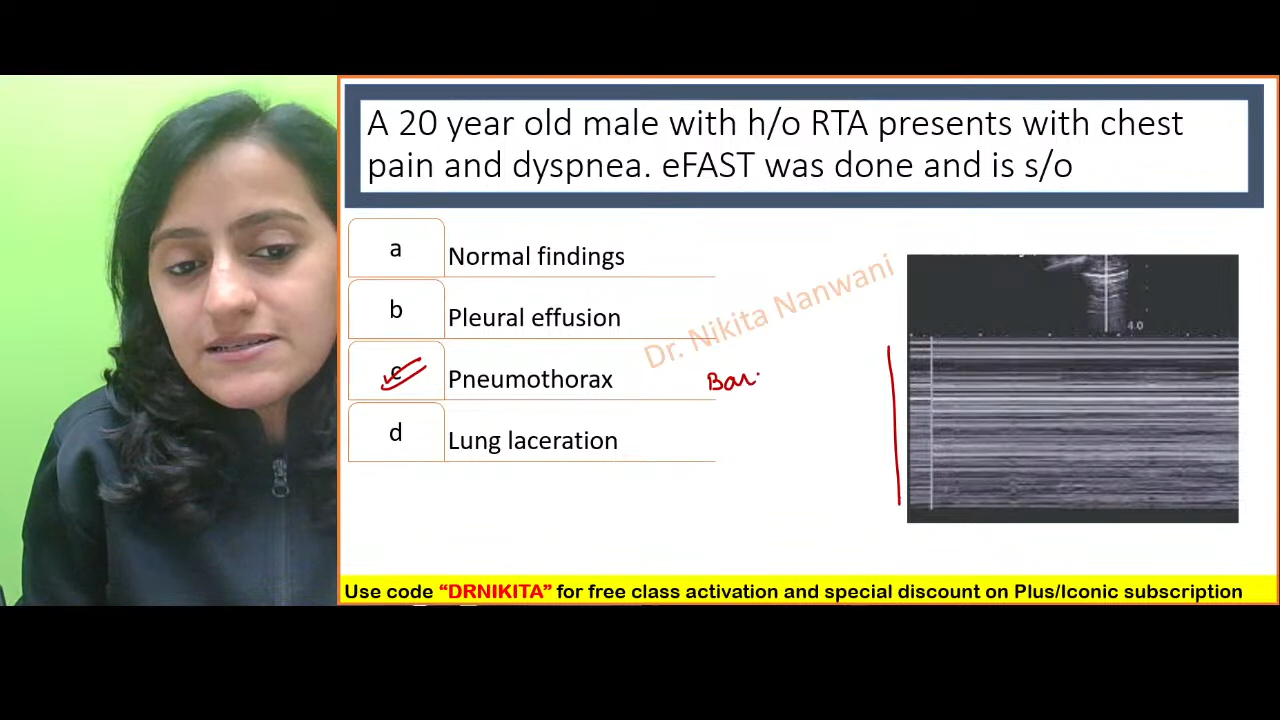 A 20 year old male with h/o RTA presents with chest
pain and dyspnea. eFAST was done and is s/o
a
Normal findings
b
Pleural effusion
c
Pneumothorax
Bar.
d
Lung laceration
Dr. Nikita Nanwani
4.0
Use code “DRNIKITA” for free class activation and special discount on Plus/Iconic subscription